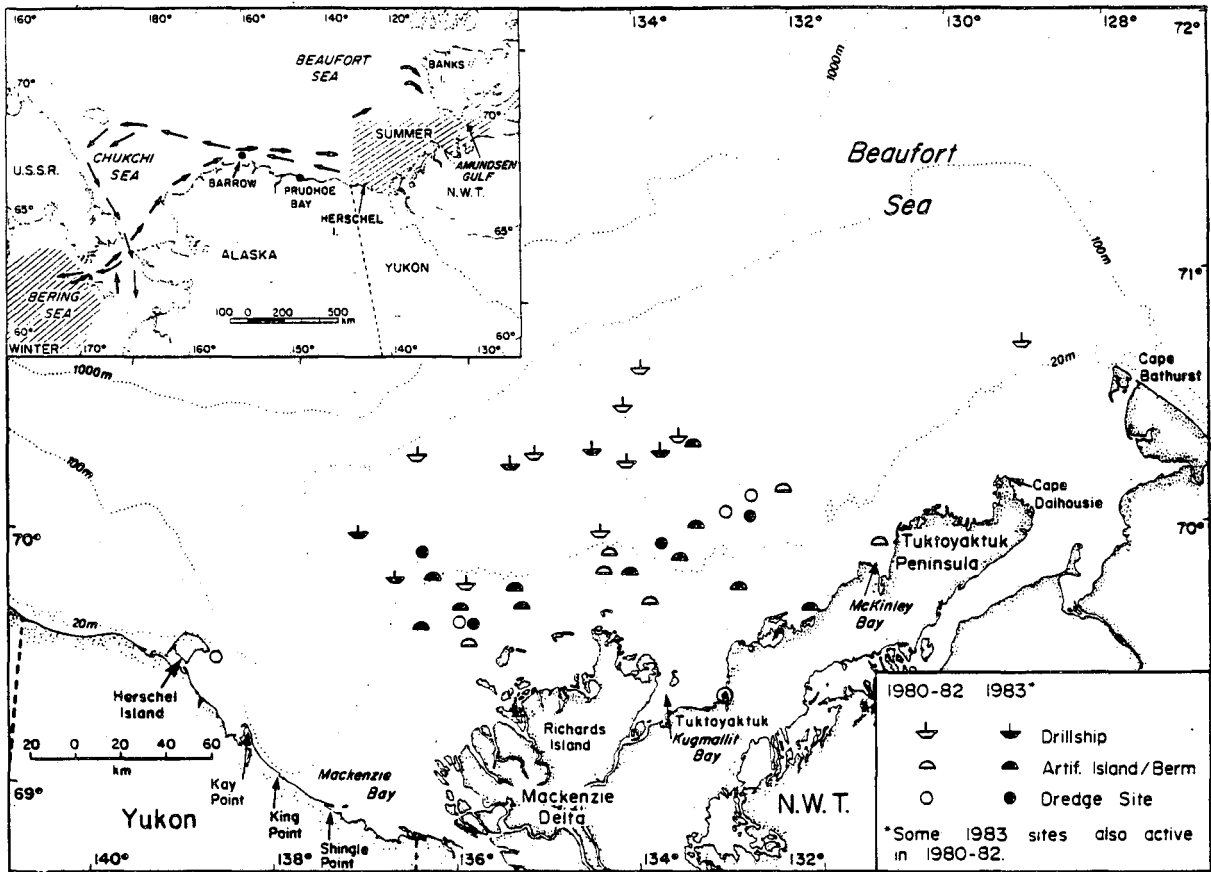 160° 180° 160° 140° 120°
134° 132° 130° 128°
72°
BEAUFORT
SEA
BANKS
I.
70°
70°
1000m
SUMMER
CHUKCHI
SEA
U.S.S.R.
AMUNDSEN
GULF
BARROW
PRUDHOE
BAY
N.W.T.
HERSCHEL
I.
65°
65°
ALASKA
YUKON
BERING
SEA
100 0 200 500
km
60°
60°
WINTER
170° 160° 150° 140° 130°
Beaufort
Sea
100m
71°
1000m
20m
Cape
Bathurst
100m
Cape
Dalhousie
70°
70°
Tuktoyaktuk
Peninsula
McKinley
Bay
20m
Herschel
Island
Richards
Island
Tuktoyaktuk
Kugmallit
Bay
20 0 20 40 60
km
Kay
Point
Mackenzie
Bay
69°
King
Point
Mackenzie
Delta
N.W.T.
Yukon
Shingle
Point
140° 138° 136° 134° 132°
1980-82 1983*
Drillship
Artif. Island/Berm
Dredge Site
*Some 1983 sites also active
in 1980-82.